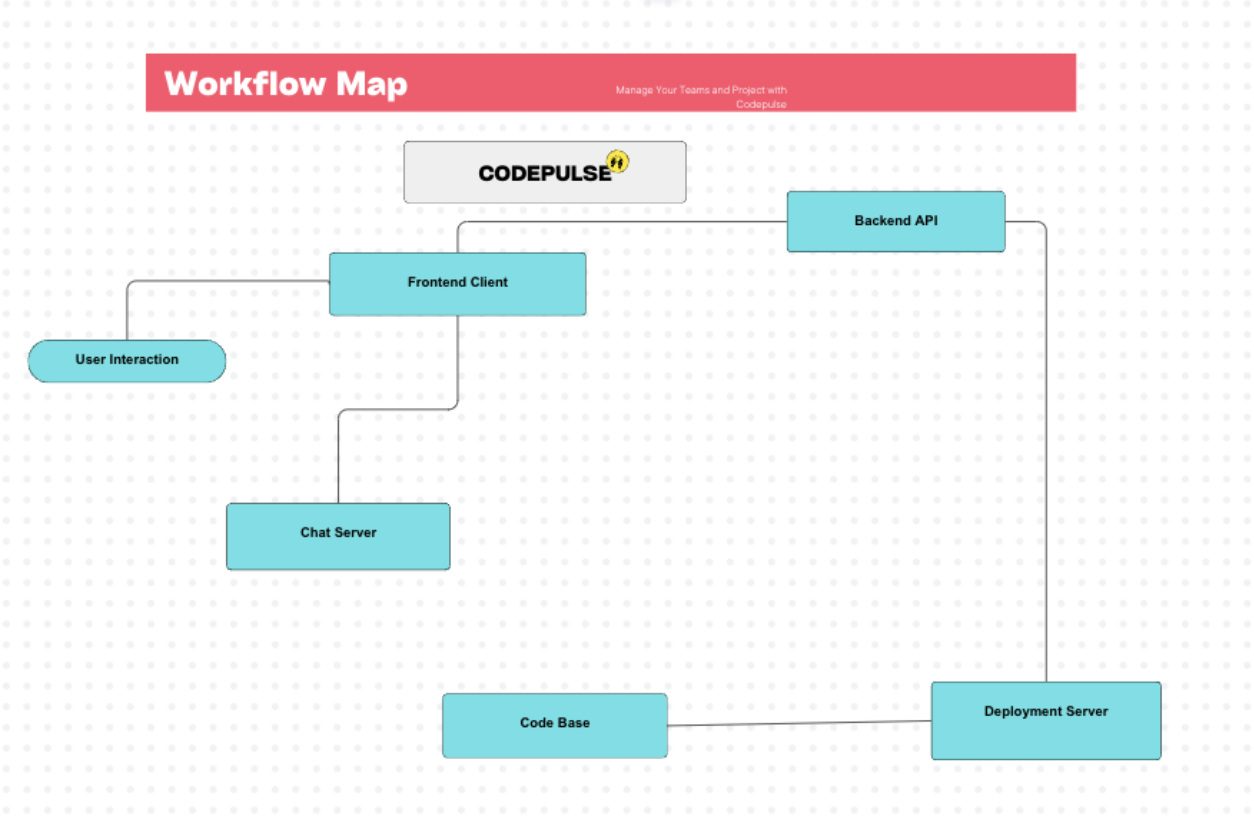 Workflow Map
Manage Your Teams and Project with
Codepulse
CODEPULSE
Backend API
Frontend Client
User Interaction
Chat Server
Code Base
Deployment Server